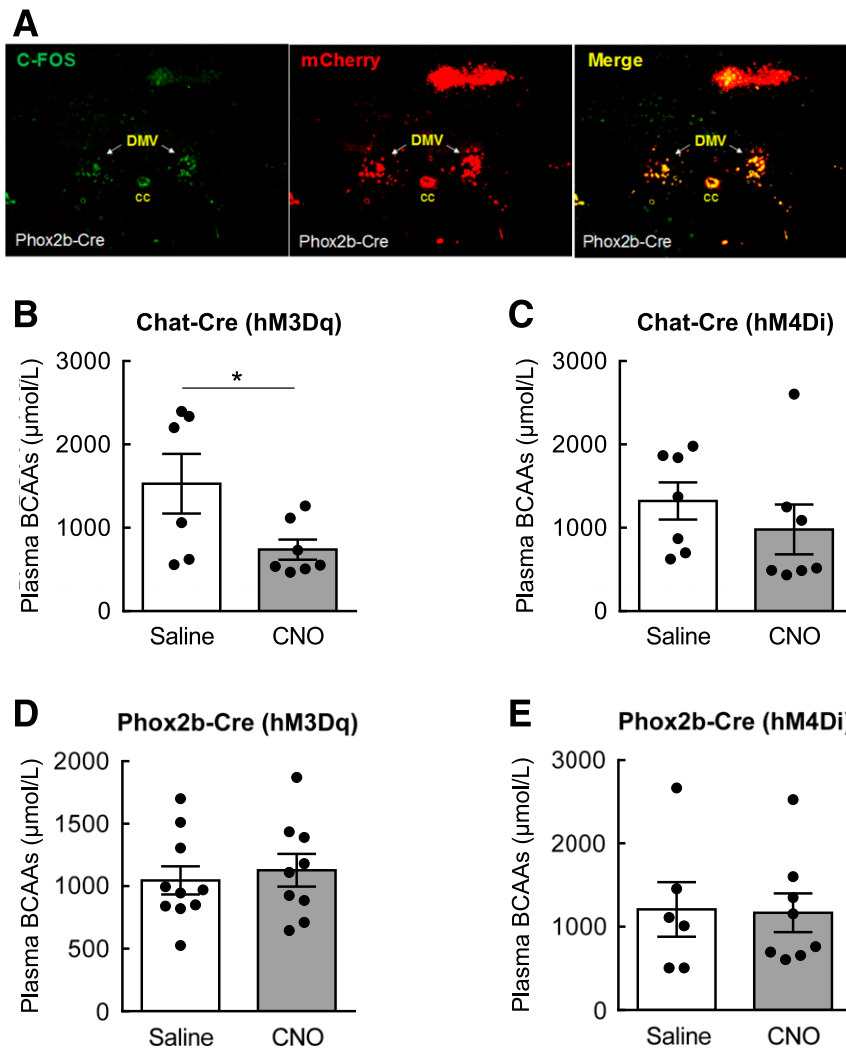 A
C-FOS
mCherry
Merge
DMV
DMV
DMV
cc
cc
cc
Phox2b-Cre
Phox2b-Cre
Phox2b-Cre
B
Chat-Cre (hM3Dq)
Plasma BCAAs (µmol/L)
3000
2000
1000
0
*
Saline
CNO
C
Chat-Cre (hM4Di)
Plasma BCAAs (µmol/L)
3000
2000
1000
0
Saline
CNO
D
Phox2b-Cre (hM3Dq)
Plasma BCAAs (µmol/L)
2000
1500
1000
500
0
Saline
CNO
E
Phox2b-Cre (hM4Di)
Plasma BCAAs (µmol/L)
3000
2000
1000
0
Saline
CNO